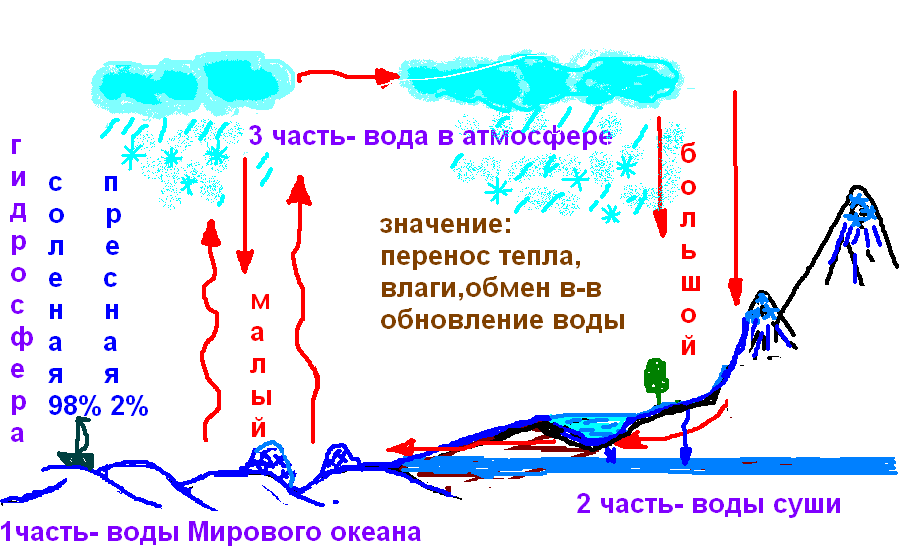 3 часть- вода в атмосфере
гидросфера
соленая
пресная
98% 2%
малый
значение:
перенос тепла,
влаги,обмен в-в
обновление воды
большой
2 часть- воды суши
1часть- воды Мирового океана